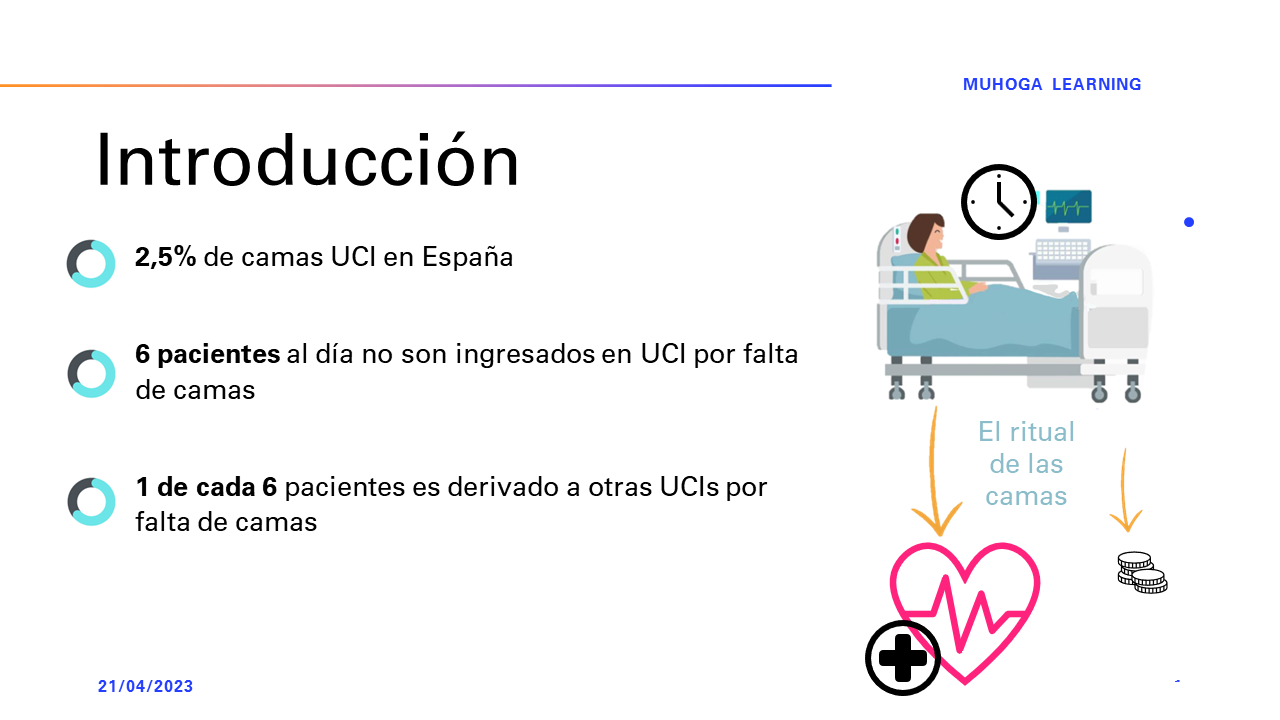 MUHOGA LEARNING
Introducción
2,5% de camas UCI en España
6 pacientes al día no son ingresados en UCI por falta
de camas
1 de cada 6 pacientes es derivado a otras UCIs por
falta de camas
El ritual
de las
camas
21/04/2023